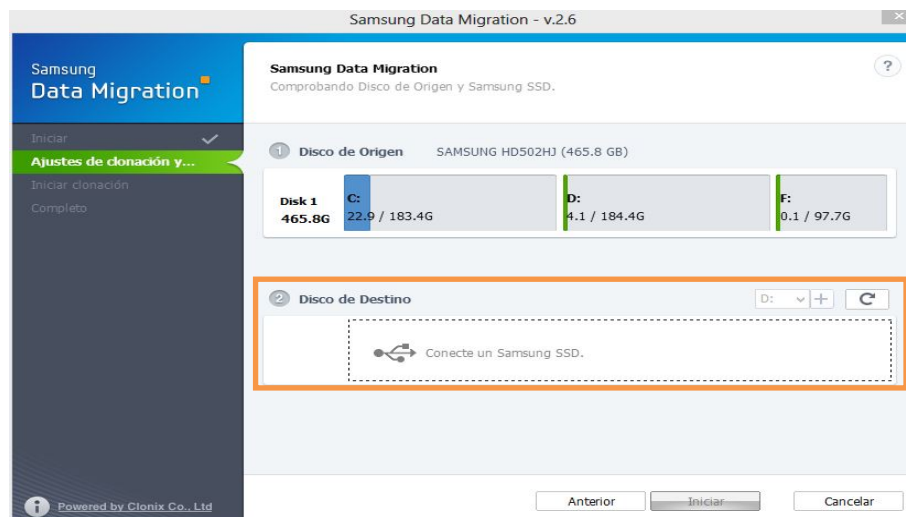 Samsung Data Migration - v.2.6
Samsung
Data Migration
Samsung Data Migration
Comprobando Disco de Origen y Samsung SSD.
?
Iniciar
Ajustes de clonación y...
Iniciar clonación
Completo
1 Disco de Origen SAMSUNG HD502HJ (465.8 GB)
Disk 1
465.8G
C:
22.9 / 183.4G
D:
4.1 / 184.4G
F:
0.1 / 97.7G
2 Disco de Destino
D:
Conecte un Samsung SSD.
Powered by Clonix Co., Ltd
Anterior
Iniciar
Cancelar